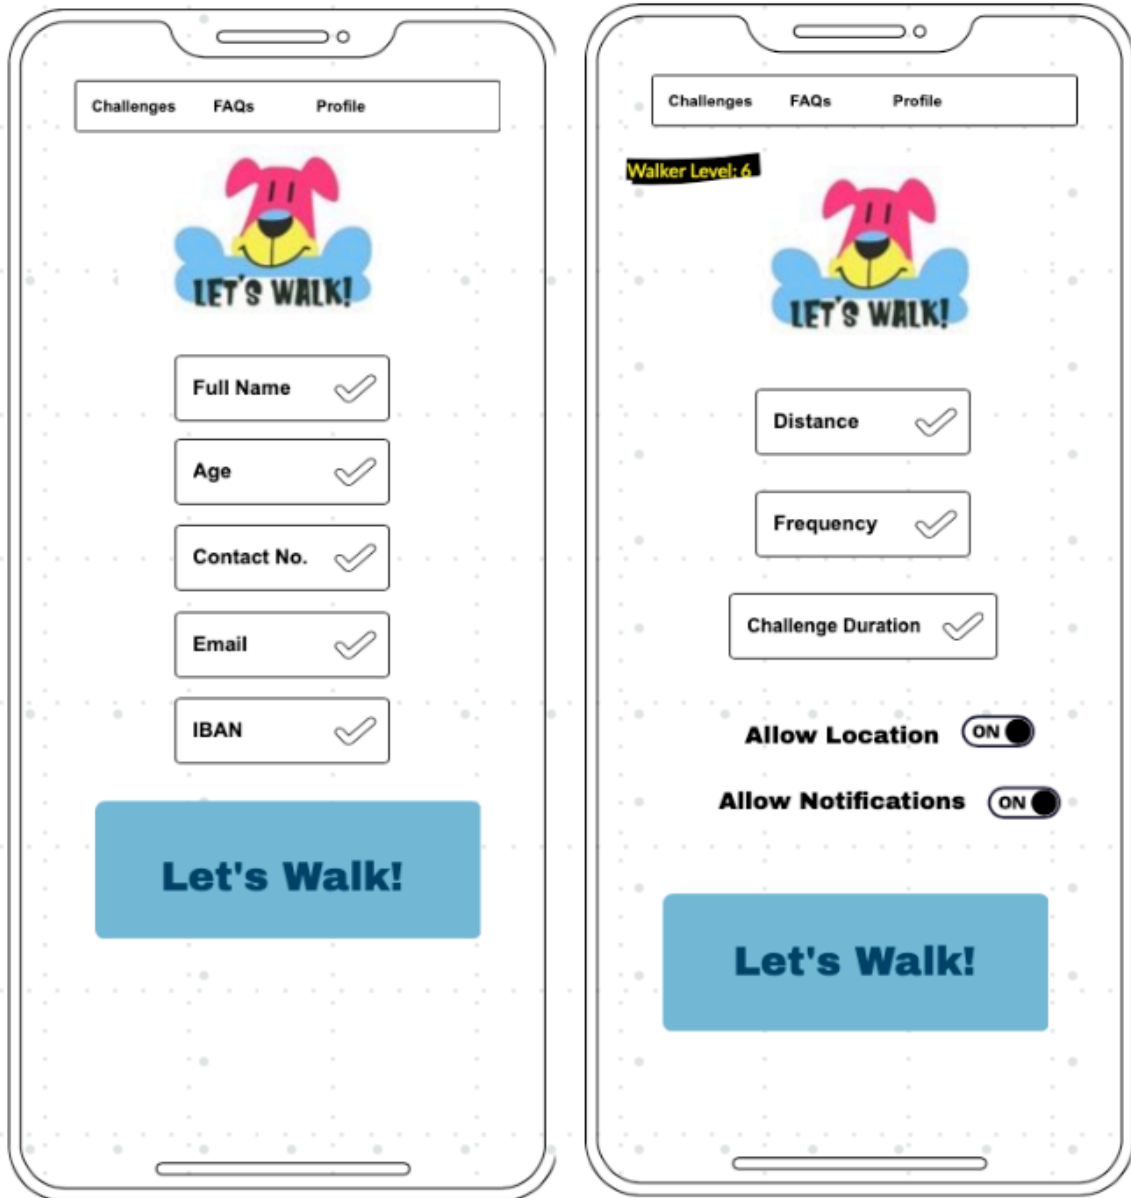 Challenges FAQs Profile
LET'S WALK!
Full Name
Age
Contact No.
Email
IBAN
Let's Walk!
Challenges FAQs Profile
Walker Level: 6
LET'S WALK!
Distance
Frequency
Challenge Duration
Allow Location ON
Allow Notifications ON
Let's Walk!